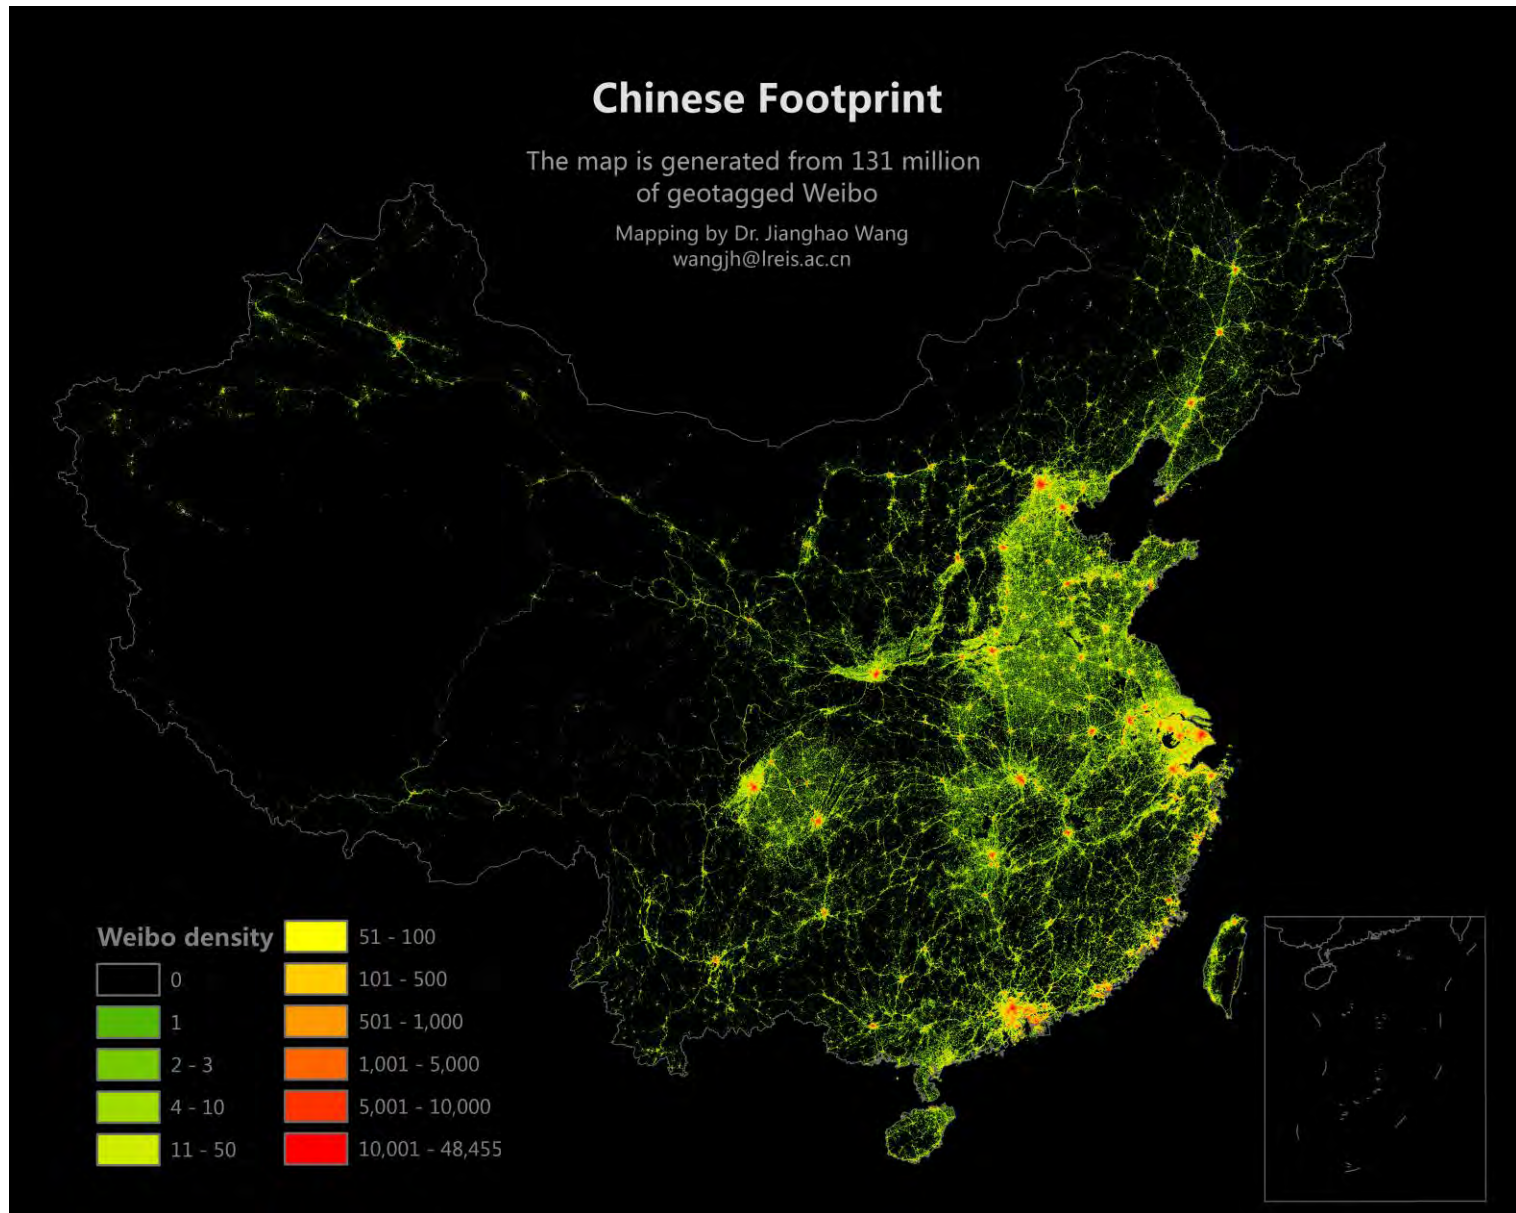 Chinese Footprint
The map is generated from 131 million
of geotagged Weibo
Mapping by Dr. Jianghao Wang
wangjh@lreis.ac.cn
Weibo density
0
1
2 - 3
4 - 10
11 - 50
51 - 100
101 - 500
501 - 1,000
1,001 - 5,000
5,001 - 10,000
10,001 - 48,455